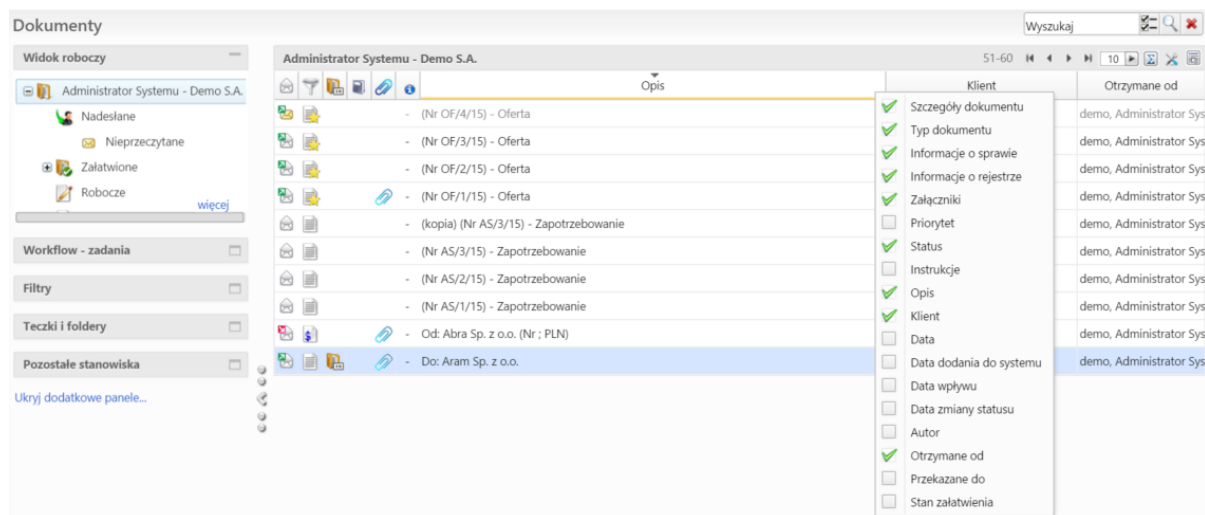 Dokumenty
Wyszukaj
Widok roboczy
Administrator Systemu - Demo S.A.
Nadesłane
Nieprzeczytane
Załatwione
Robocze
więcej
Workflow - zadania
Filtry
Teczki i foldery
Pozostałe stanowiska
Ukryj dodatkowe panele...
Administrator Systemu - Demo S.A.
51-60
10
Opis
Klient
Otrzymane od
- (Nr OF/4/15) - Oferta
demo, Administrator Sys
- (Nr OF/3/15) - Oferta
demo, Administrator Sys
- (Nr OF/2/15) - Oferta
demo, Administrator Sys
- (Nr OF/1/15) - Oferta
demo, Administrator Sys
- (kopia) (Nr AS/3/15) - Zapotrzebowanie
demo, Administrator Sys
- (Nr AS/3/15) - Zapotrzebowanie
demo, Administrator Sys
- (Nr AS/2/15) - Zapotrzebowanie
demo, Administrator Sys
- (Nr AS/1/15) - Zapotrzebowanie
demo, Administrator Sys
- Od: Abra Sp. z o.o. (Nr ; PLN)
demo, Administrator Sys
- Do: Aram Sp. z o.o.
demo, Administrator Sys
Szczegóły dokumentu
Typ dokumentu
Informacje o sprawie
Informacje o rejestrze
Załączniki
Priorytet
Status
Instrukcje
Opis
Klient
Data
Data dodania do systemu
Data wpływu
Data zmiany statusu
Autor
Otrzymane od
Przekazane do
Stan załatwienia